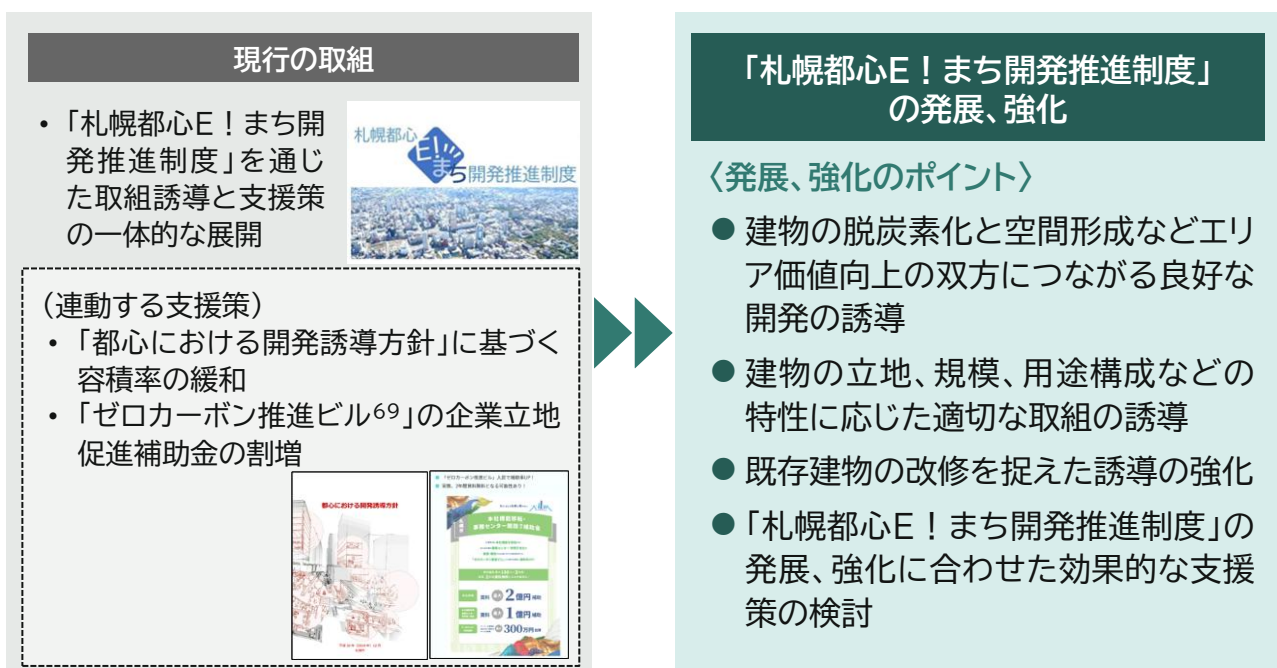 現行の取組
•「札幌都心E!まち開
発推進制度」を通じ
た取組誘導と支援策
の一体的な展開
札幌都心
E!
まち開発推進制度
(連動する支援策)
•「都心における開発誘導方針」に基づく
容積率の緩和
•「ゼロカーボン推進ビル69」の企業立地
促進補助金の割増
都心における開発誘導方針
2億円
1億円
300万円
「札幌都心E!まち開発推進制度」
の発展、強化
〈発展、強化のポイント〉
●建物の脱炭素化と空間形成などエリ
ア価値向上の双方につながる良好な
開発の誘導
●建物の立地、規模、用途構成などの
特性に応じた適切な取組の誘導
●既存建物の改修を捉えた誘導の強化
●「札幌都心E!まち開発推進制度」の
発展、強化に合わせた効果的な支援
策の検討